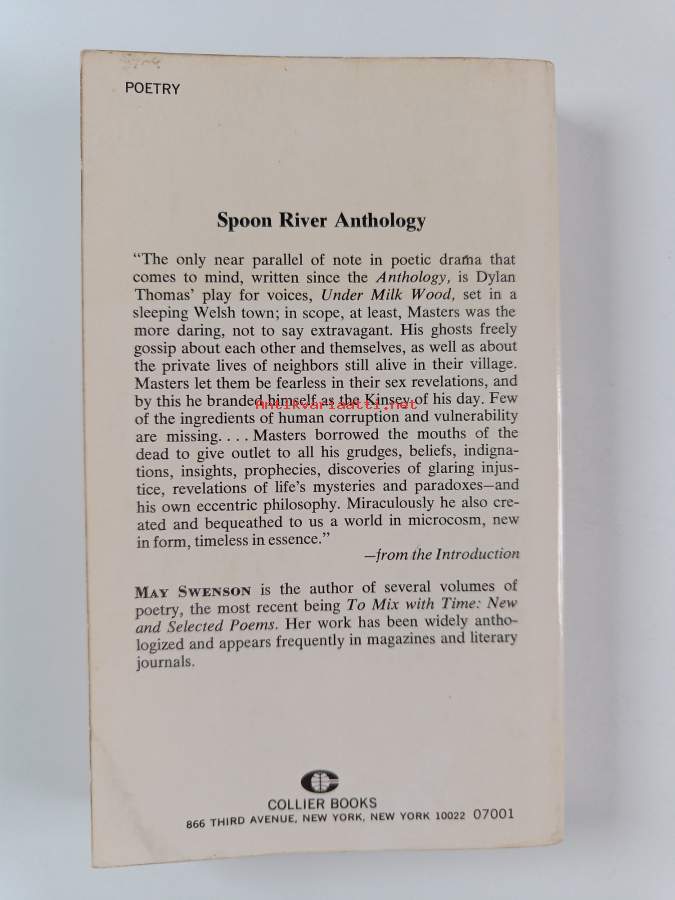 POETRY
Spoon River Anthology
“The only near parallel of note in poetic drama that
comes to mind, written since the Anthology, is Dylan
Thomas’ play for voices, Under Milk Wood, set in a
sleeping Welsh town; in scope, at least, Masters was the
more daring, not to say extravagant. His ghosts freely
gossip about each other and themselves, as well as about
the private lives of neighbors still alive in their village.
Masters let them be fearless in their sex revelations, and
by this he branded himself as the Kinsey of his day. Few
Antikvariaatti.net
of the ingredients of human corruption and vulnerability
are missing. . . . Masters borrowed the mouths of the
dead to give outlet to all his grudges, beliefs, indigna-
tions, insights, prophecies, discoveries of glaring injus-
tice, revelations of life’s mysteries and paradoxes—and
his own eccentric philosophy. Miraculously he also cre-
ated and bequeathed to us a world in microcosm, new
in form, timeless in essence.”
—from the Introduction
MAY SWENSON is the author of several volumes of
poetry, the most recent being To Mix with Time: New
and Selected Poems. Her work has been widely antho-
logized and appears frequently in magazines and literary
journals.
COLLIER BOOKS
866 THIRD AVENUE, NEW YORK, NEW YORK 10022 07001